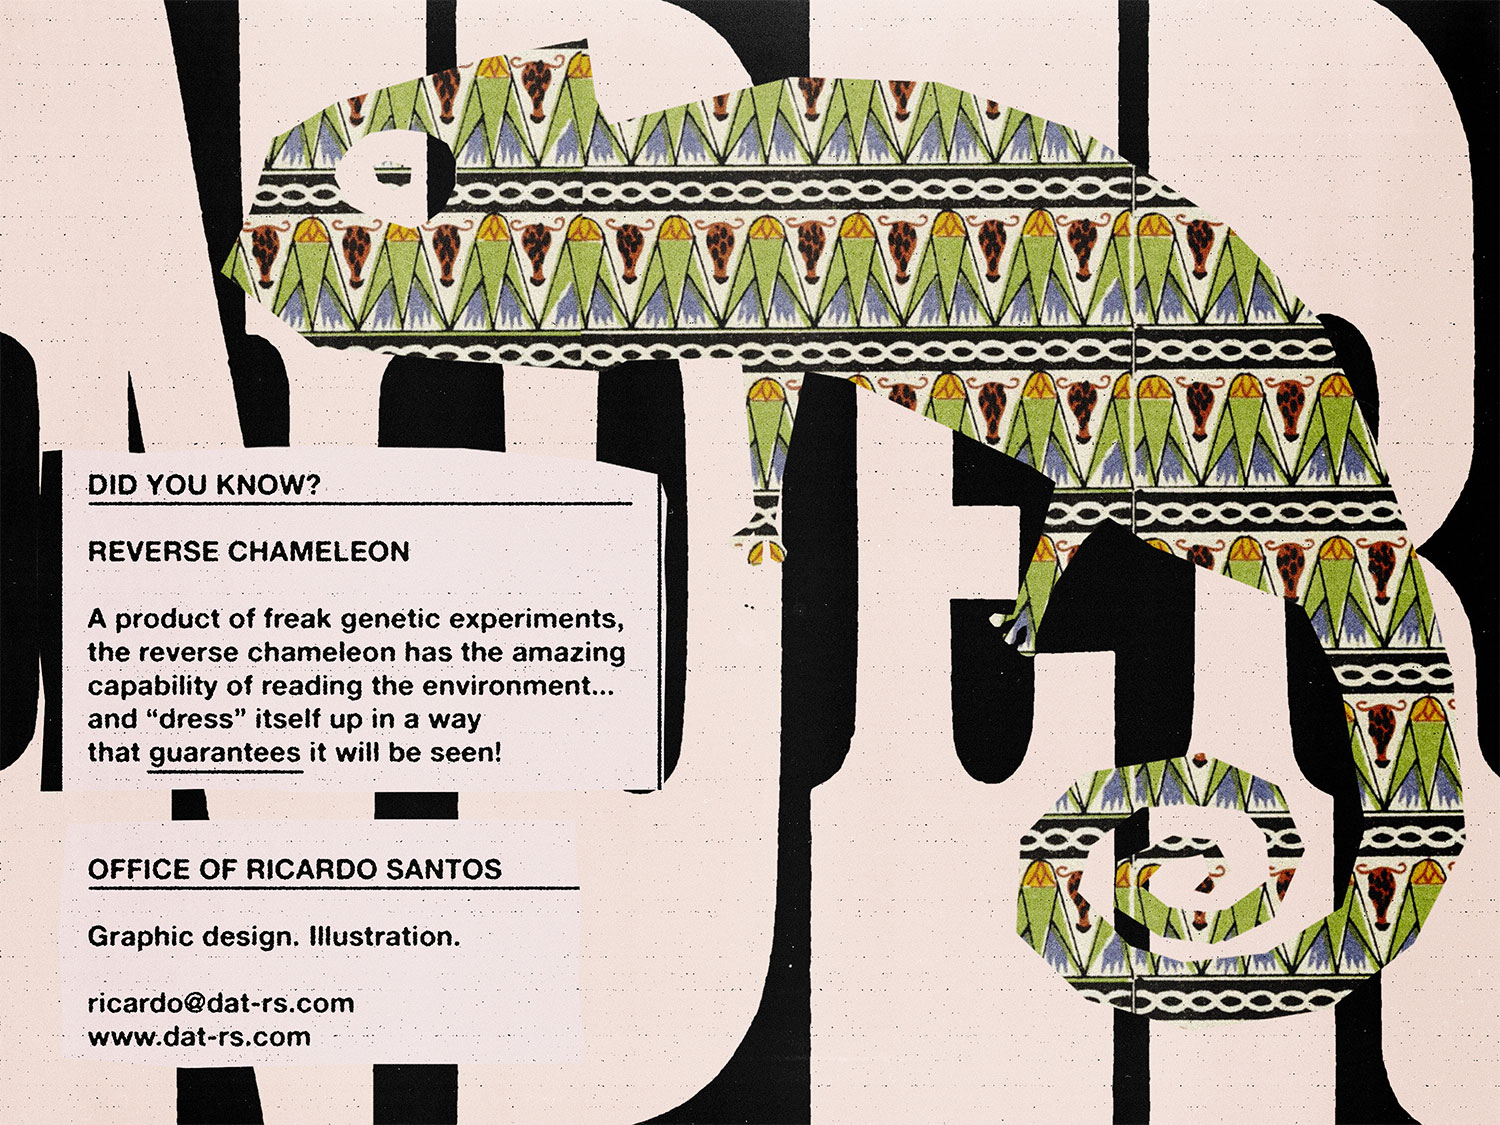 DID YOU KNOW?
REVERSE CHAMELEON
A product of freak genetic experiments,
the reverse chameleon has the amazing
capability of reading the environment...
and “dress” itself up in a way
that guarantees it will be seen!
OFFICE OF RICARDO SANTOS
Graphic design. Illustration.
ricardo@dat-rs.com
www.dat-rs.com